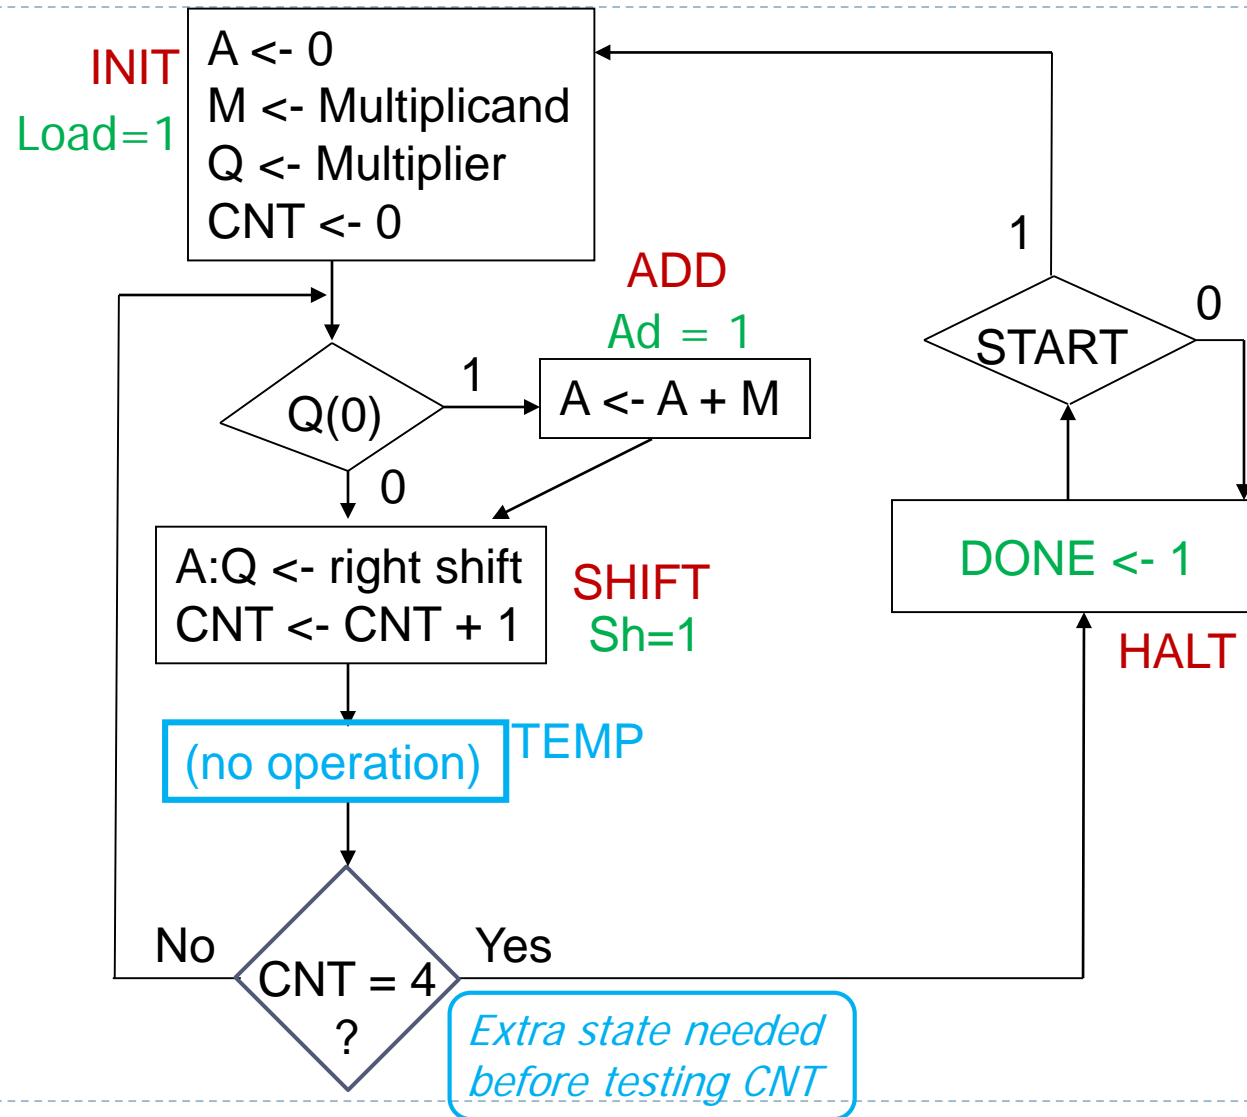 INIT
Load=1
A <- 0
M <- Multiplicand
Q <- Multiplier
CNT <- 0
ADD
Ad = 1
A <- A + M
Q(0)
1
0
A:Q <- right shift
CNT <- CNT + 1
SHIFT
Sh=1
(no operation)
TEMP
CNT = 4
?
No
Yes
Extra state needed
before testing CNT
START
1
0
DONE <- 1
HALT